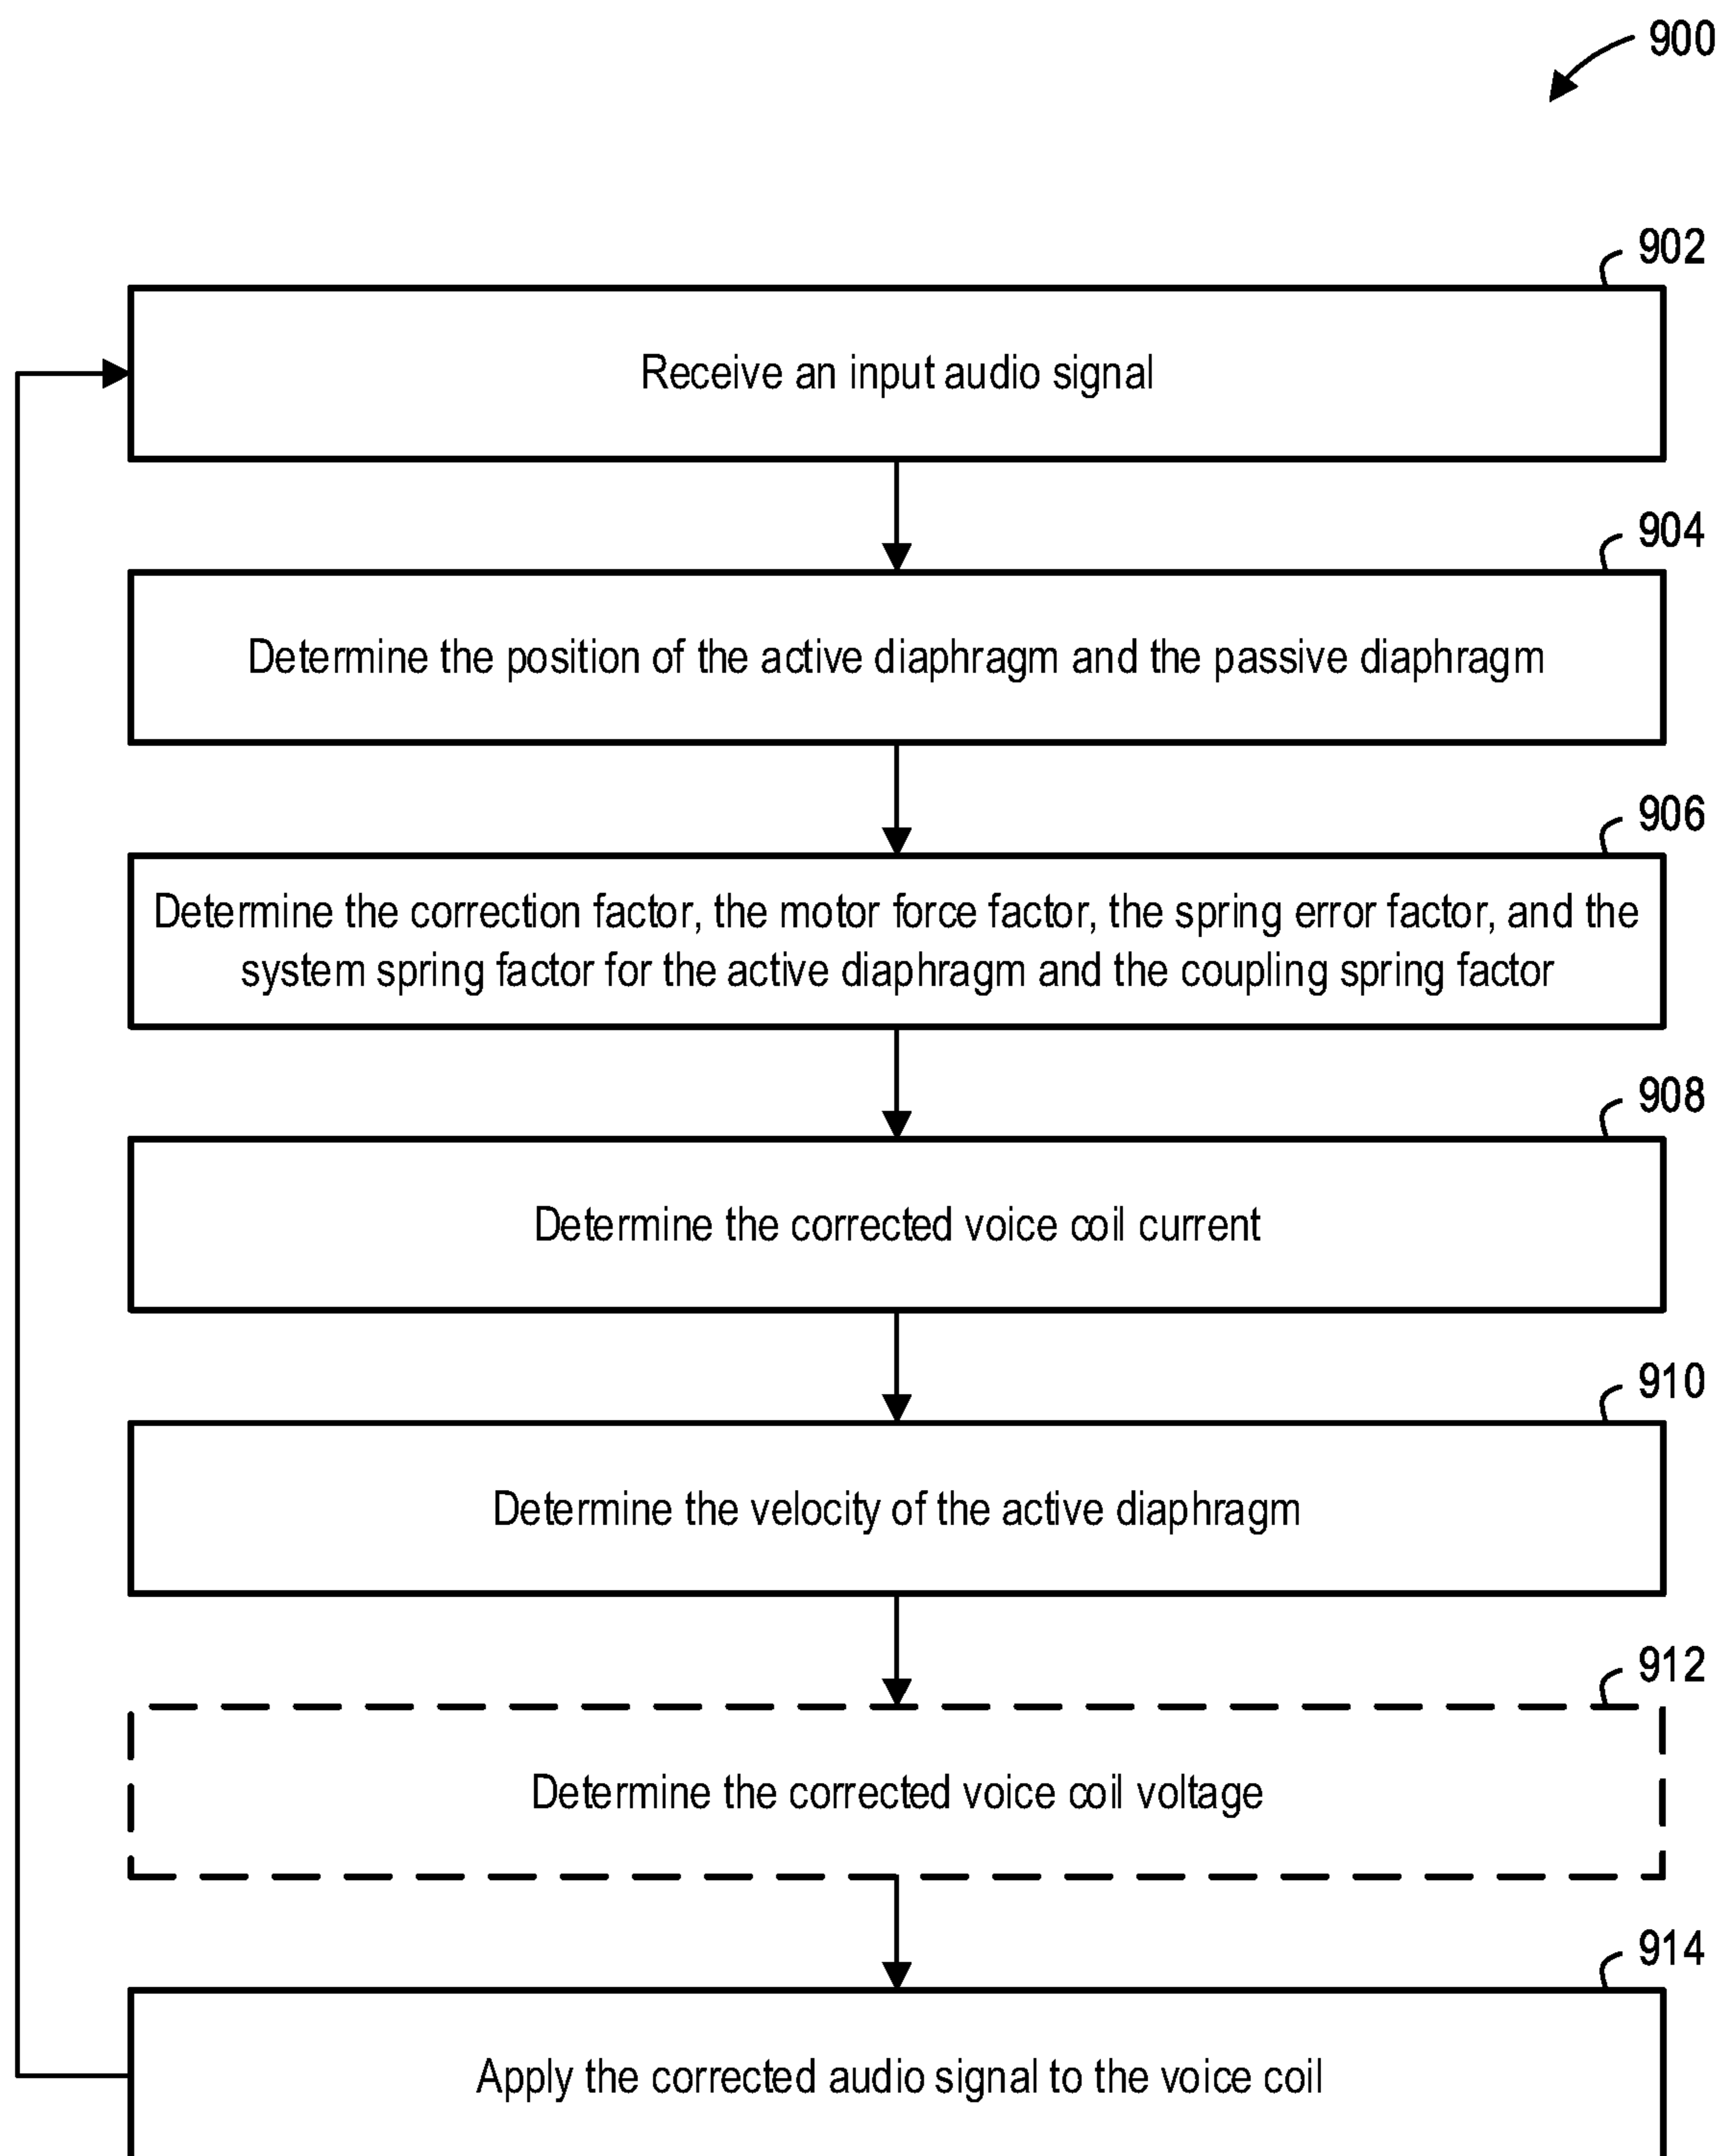 900
902
Receive an input audio signal
904
Determine the position of the active diaphragm and the passive diaphragm
906
Determine the correction factor, the motor force factor, the spring error factor, and the
system spring factor for the active diaphragm and the coupling spring factor
908
Determine the corrected voice coil current
910
Determine the velocity of the active diaphragm
912
Determine the corrected voice coil voltage
914
Apply the corrected audio signal to the voice coil